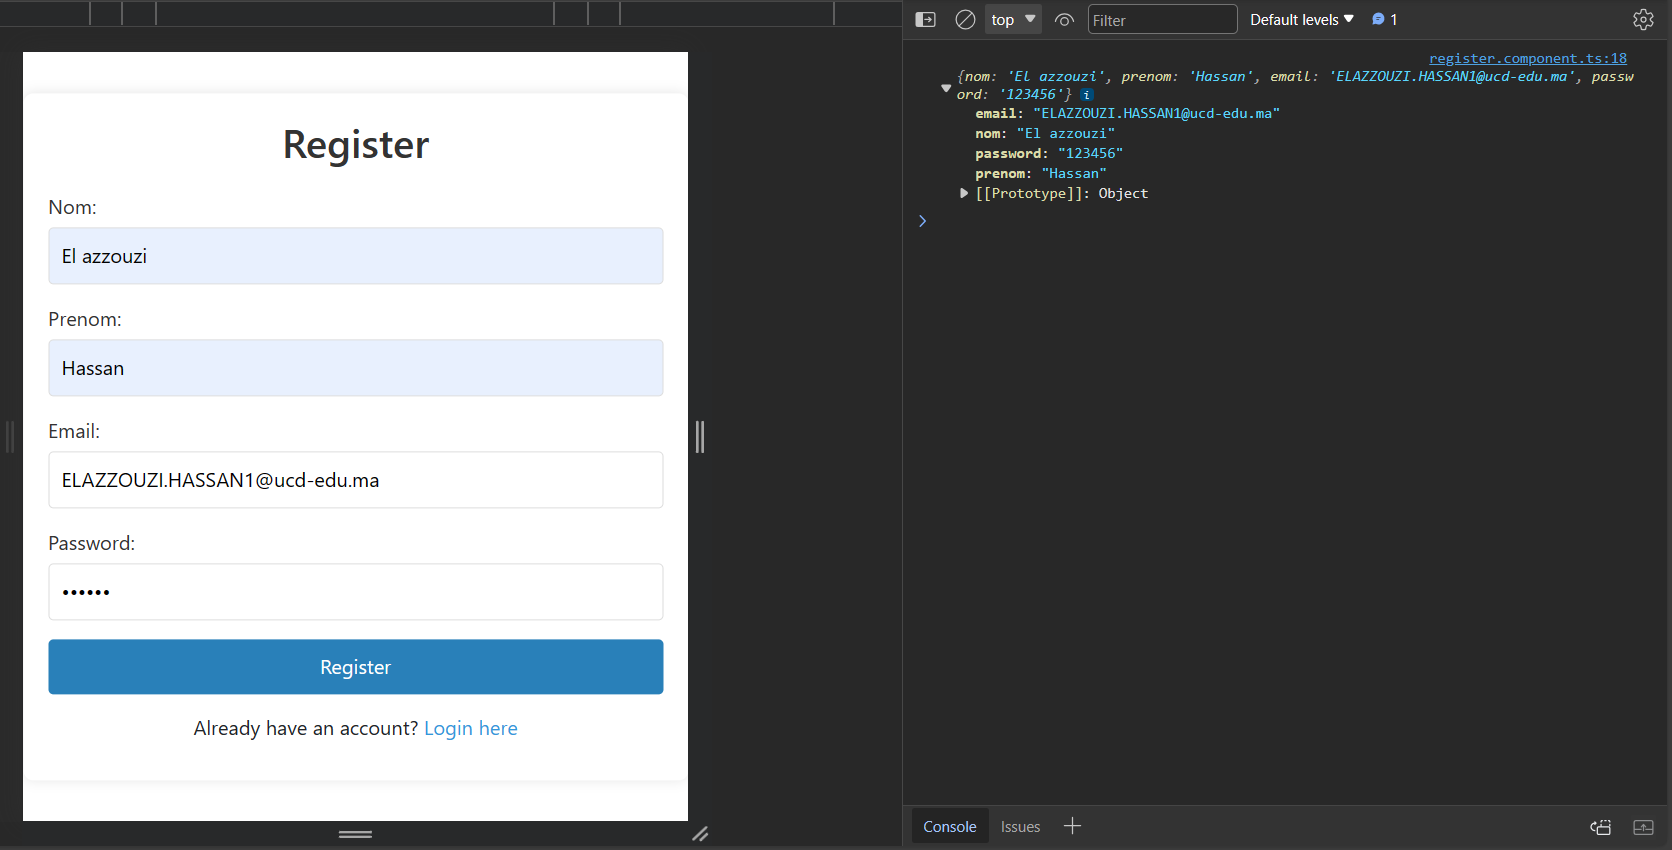 Register
Nom:
El azzouzi
Prenom:
Hassan
Email:
ELAZZOUZI.HASSAN1@ucd-edu.ma
Password:
••••••
Register
Already have an account? Login here
top
Filter
Default levels
1
register.component.ts:18
{nom: 'El azzouzi', prenom: 'Hassan', email: 'ELAZZOUZI.HASSAN1@ucd-edu.ma', passw
ord: '123456'} i
email: "ELAZZOUZI.HASSAN1@ucd-edu.ma"
nom: "El azzouzi"
password: "123456"
prenom: "Hassan"
[[Prototype]]: Object
Console
Issues